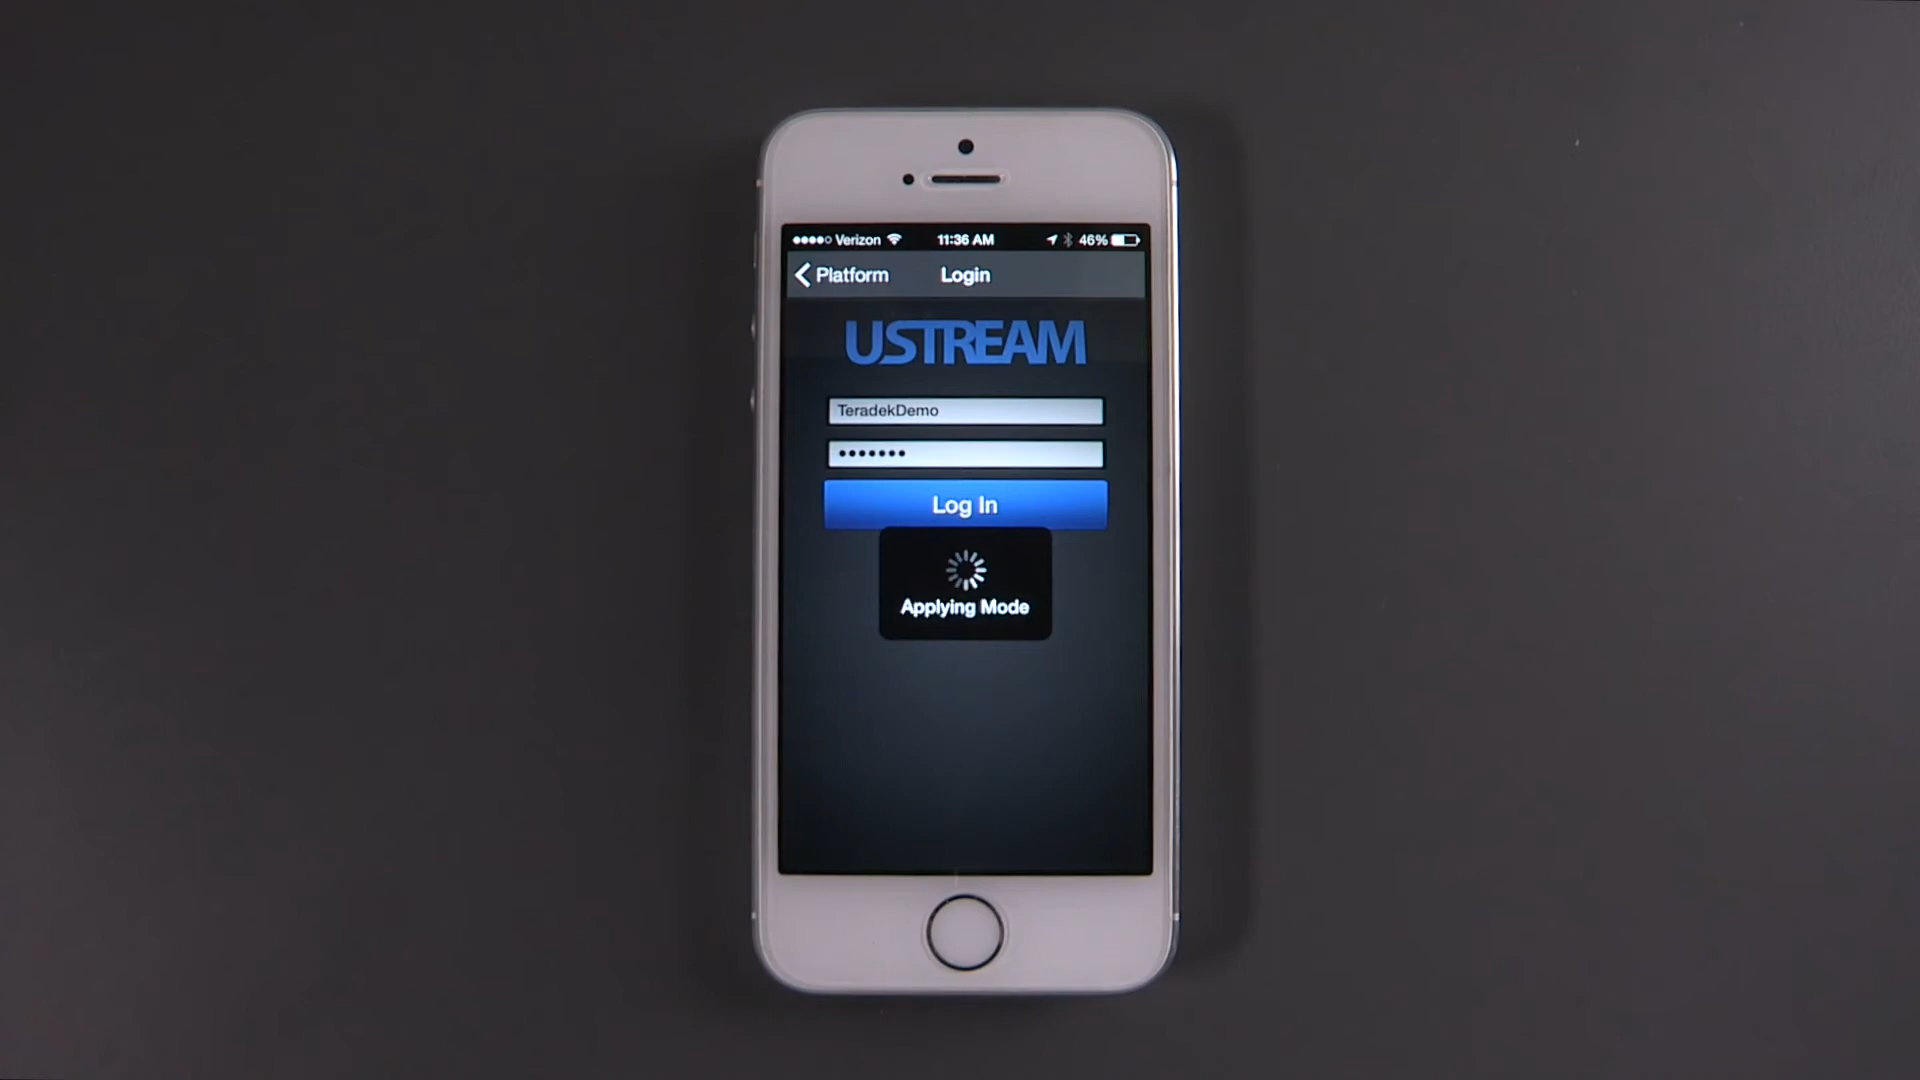 Verizon 11:36 AM 46%
Platform Login
USTREAM
TeradekDemo
•••••••
Log In
Applying Mode